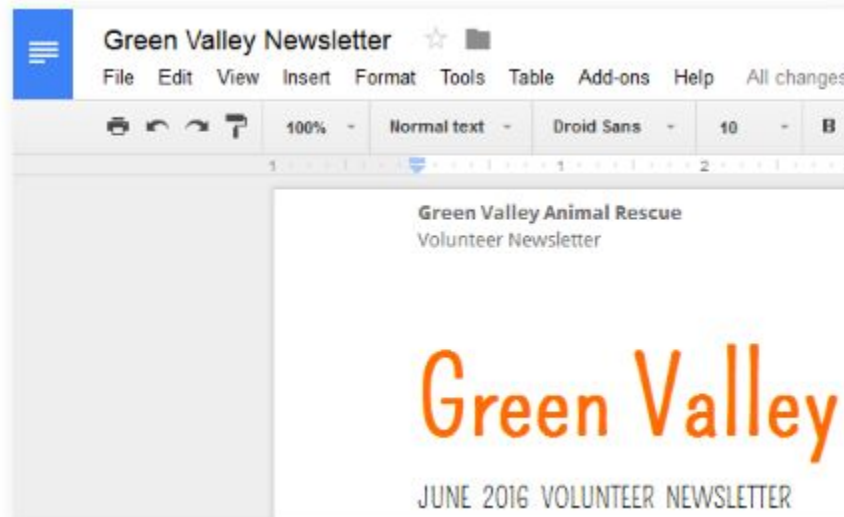 Green Valley Newsletter
File Edit View Insert Format Tools Table Add-ons Help All changes
100% Normal text Droid Sans 10 B
1 1 2
Green Valley Animal Rescue
Volunteer Newsletter
Green Valley
JUNE 2016 VOLUNTEER NEWSLETTER